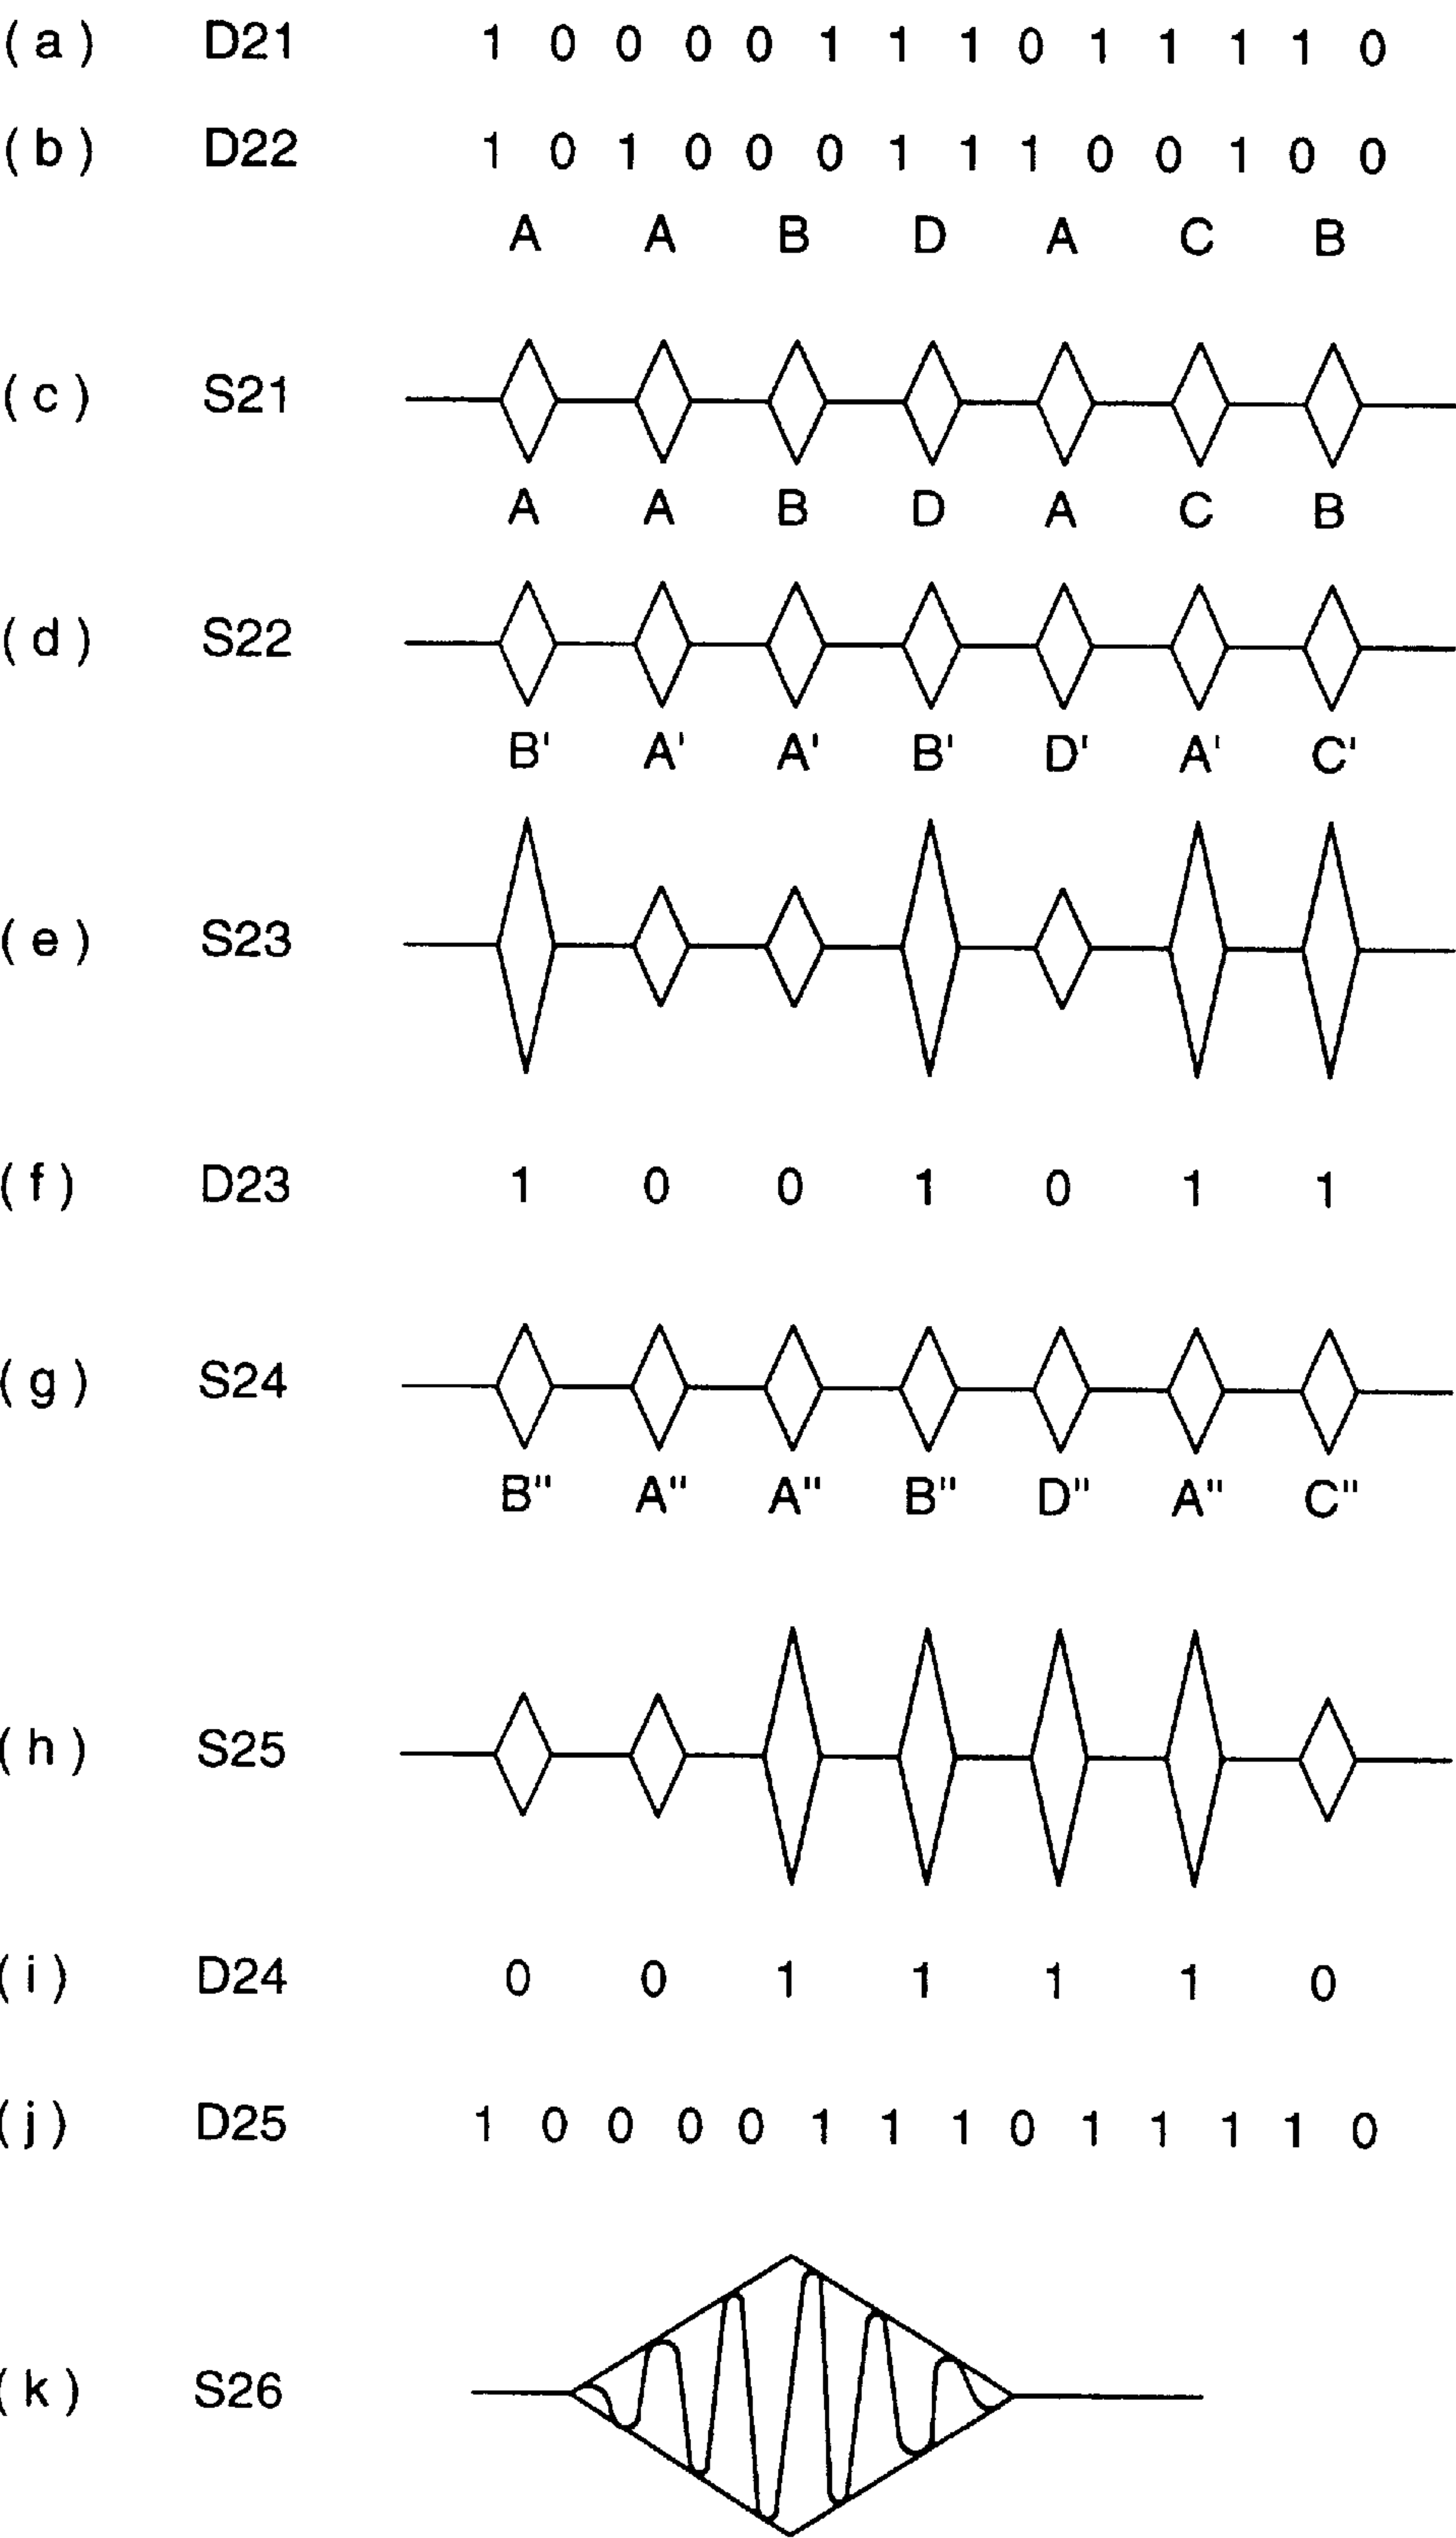 (a) D21 1 0 0 0 0 1 1 1 0 1 1 1 1 0
(b) D22 1 0 1 0 0 0 1 1 1 0 0 1 0 0
A A B D A C B
(c) S21
A A B D A C B
(d) S22
B' A' A' B' D' A' C'
(e) S23
(f) D23 1 0 0 1 0 1 1
(g) S24
B" A" A" B" D" A" C"
(h) S25
(i) D24 0 0 1 1 1 1 0
(j) D25 1 0 0 0 0 1 1 1 0 1 1 1 1 0
(k) S26